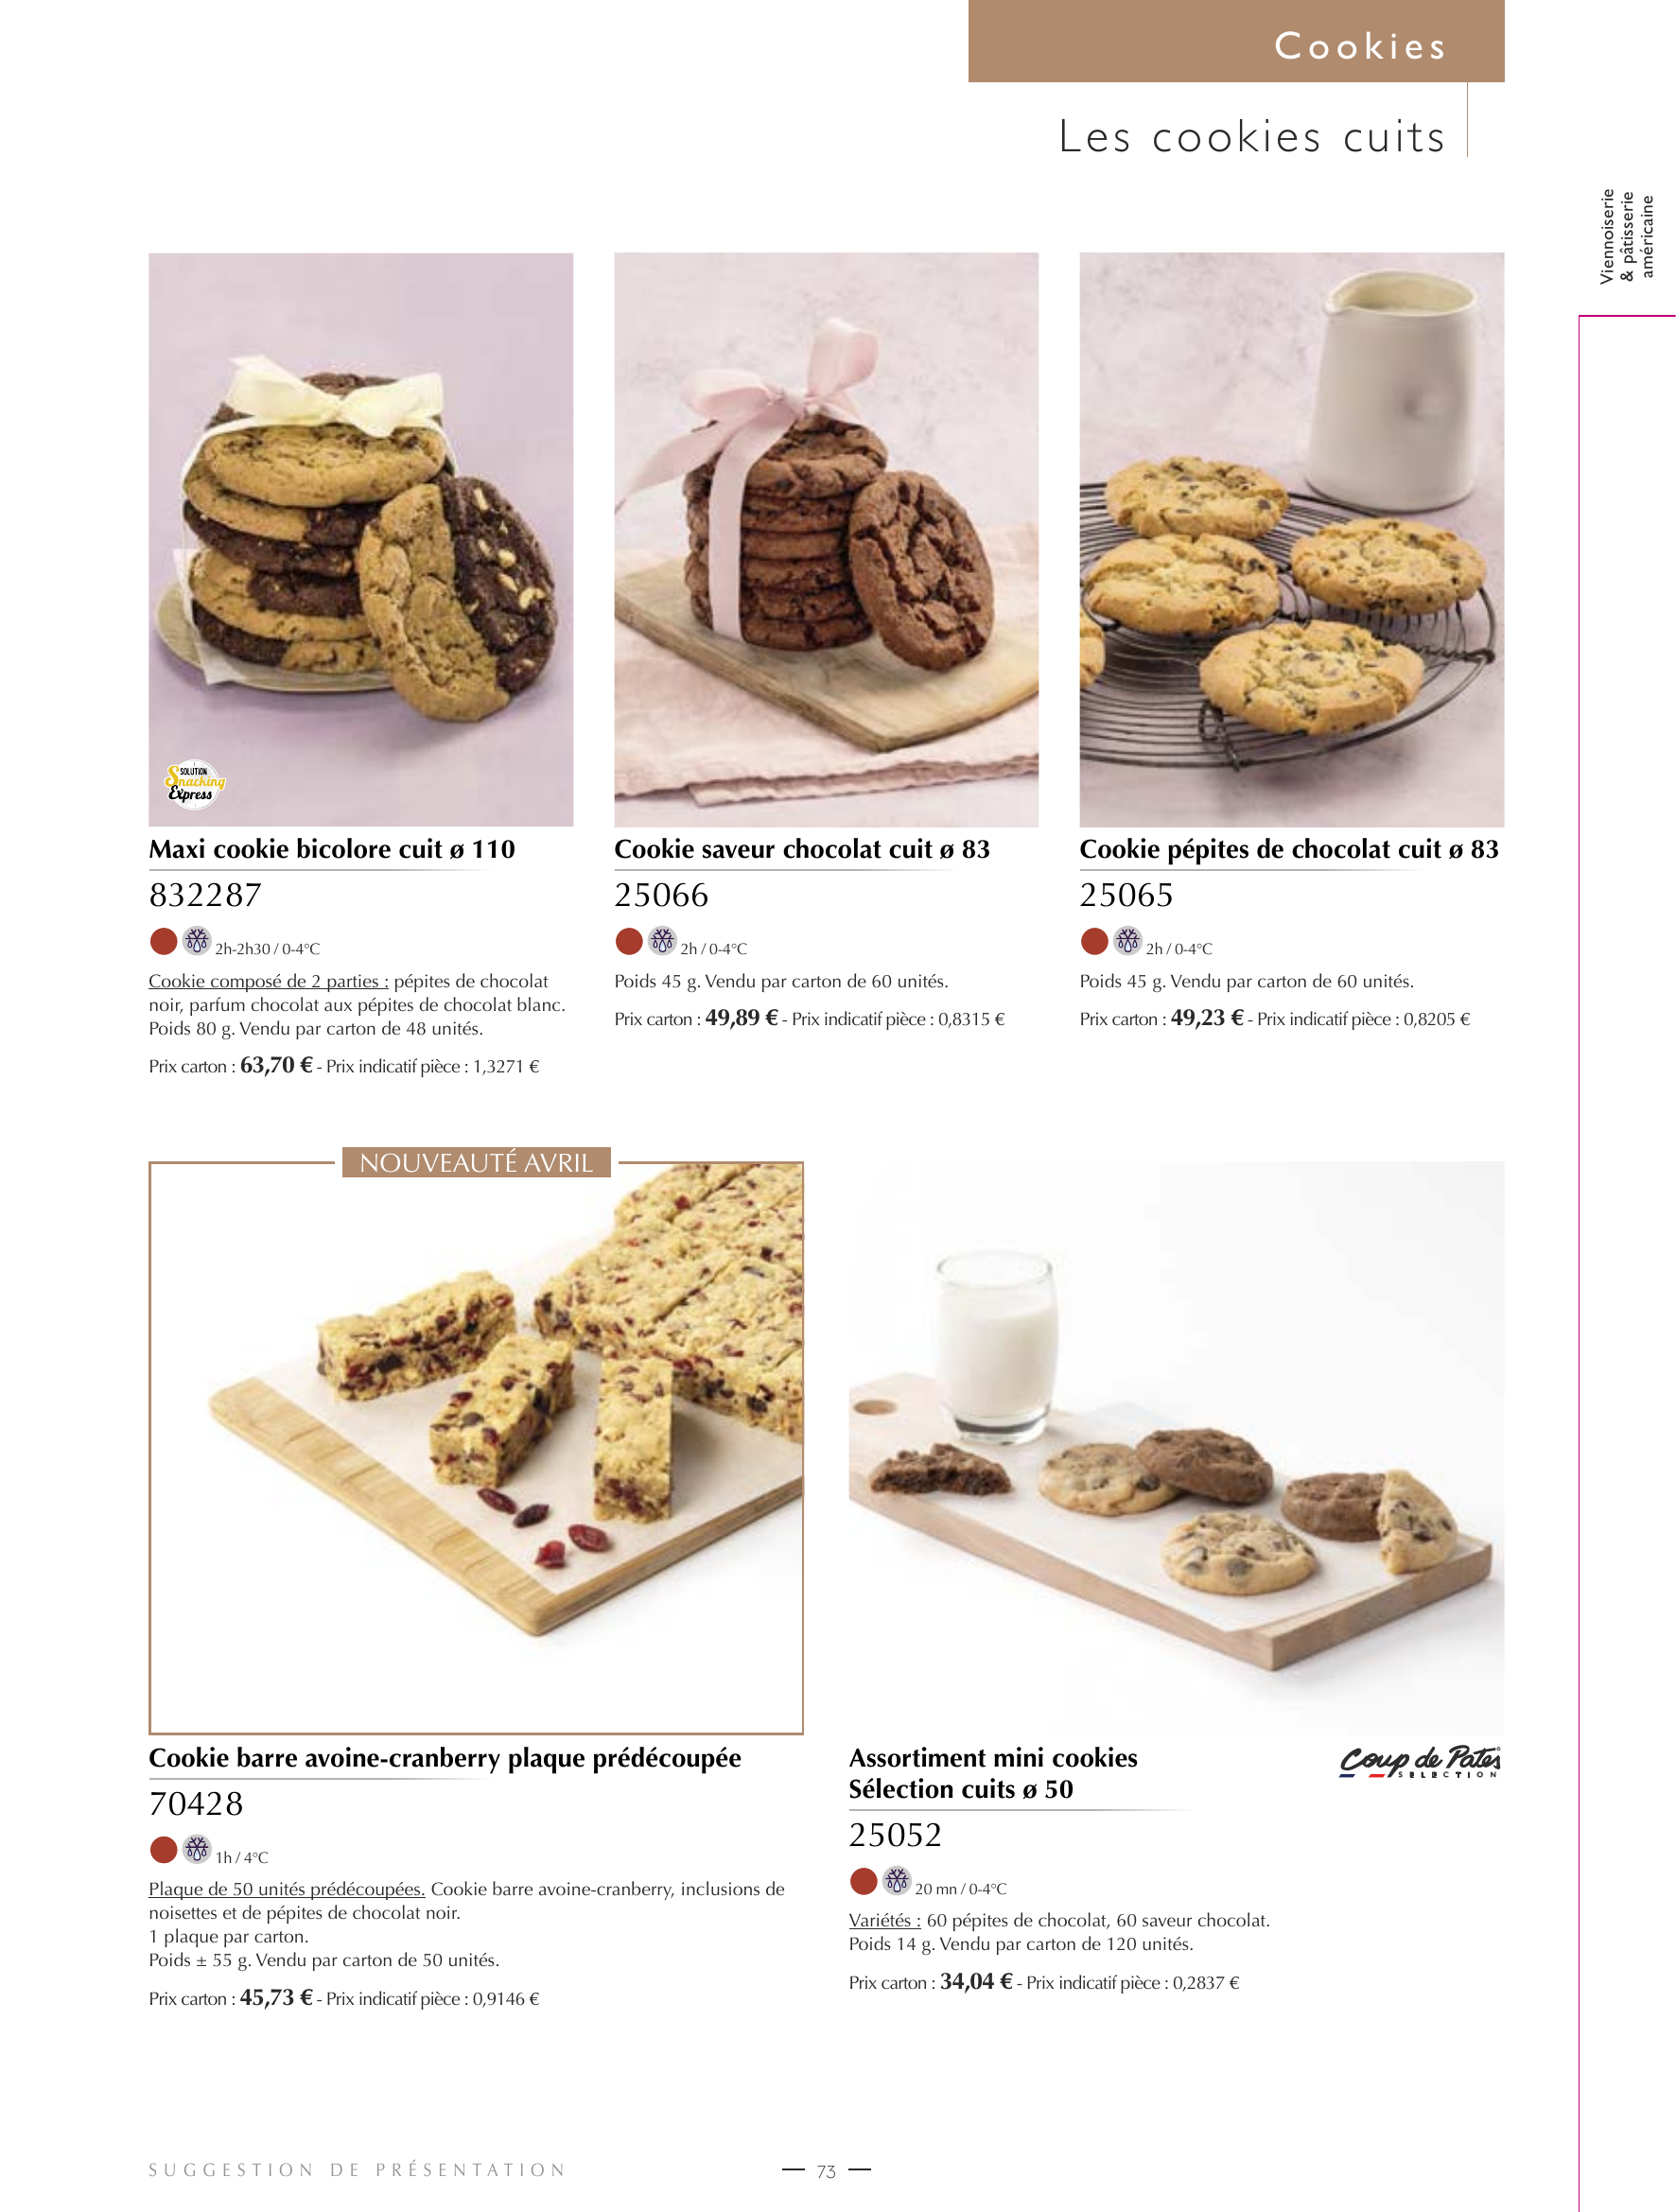 Cookies
Les cookies cuits
Viennoiserie
& pâtisserie
américaine
SOLUTION
Snacking
Express
Maxi cookie bicolore cuit ø 110
832287
2h-2h30 / 0-4°C
Cookie composé de 2 parties : pépites de chocolat
noir, parfum chocolat aux pépites de chocolat blanc.
Poids 80 g. Vendu par carton de 48 unités.
Prix carton : 63,70 € - Prix indicatif pièce : 1,3271 €
Cookie saveur chocolat cuit ø 83
25066
2h / 0-4°C
Poids 45 g. Vendu par carton de 60 unités.
Prix carton : 49,89 € - Prix indicatif pièce : 0,8315 €
Cookie pépites de chocolat cuit ø 83
25065
2h / 0-4°C
Poids 45 g. Vendu par carton de 60 unités.
Prix carton : 49,23 € - Prix indicatif pièce : 0,8205 €
NOUVEAUTÉ AVRIL
Cookie barre avoine-cranberry plaque prédécoupée
70428
1h / 4°C
Plaque de 50 unités prédécoupées. Cookie barre avoine-cranberry, inclusions de
noisettes et de pépites de chocolat noir.
1 plaque par carton.
Poids ± 55 g. Vendu par carton de 50 unités.
Prix carton : 45,73 € - Prix indicatif pièce : 0,9146 €
Assortiment mini cookies
Sélection cuits ø 50
Coup de Pates
SELECTION
25052
20 mn / 0-4°C
Variétés : 60 pépites de chocolat, 60 saveur chocolat.
Poids 14 g. Vendu par carton de 120 unités.
Prix carton : 34,04 € - Prix indicatif pièce : 0,2837 €
SUGGESTION DE PRÉSENTATION
73